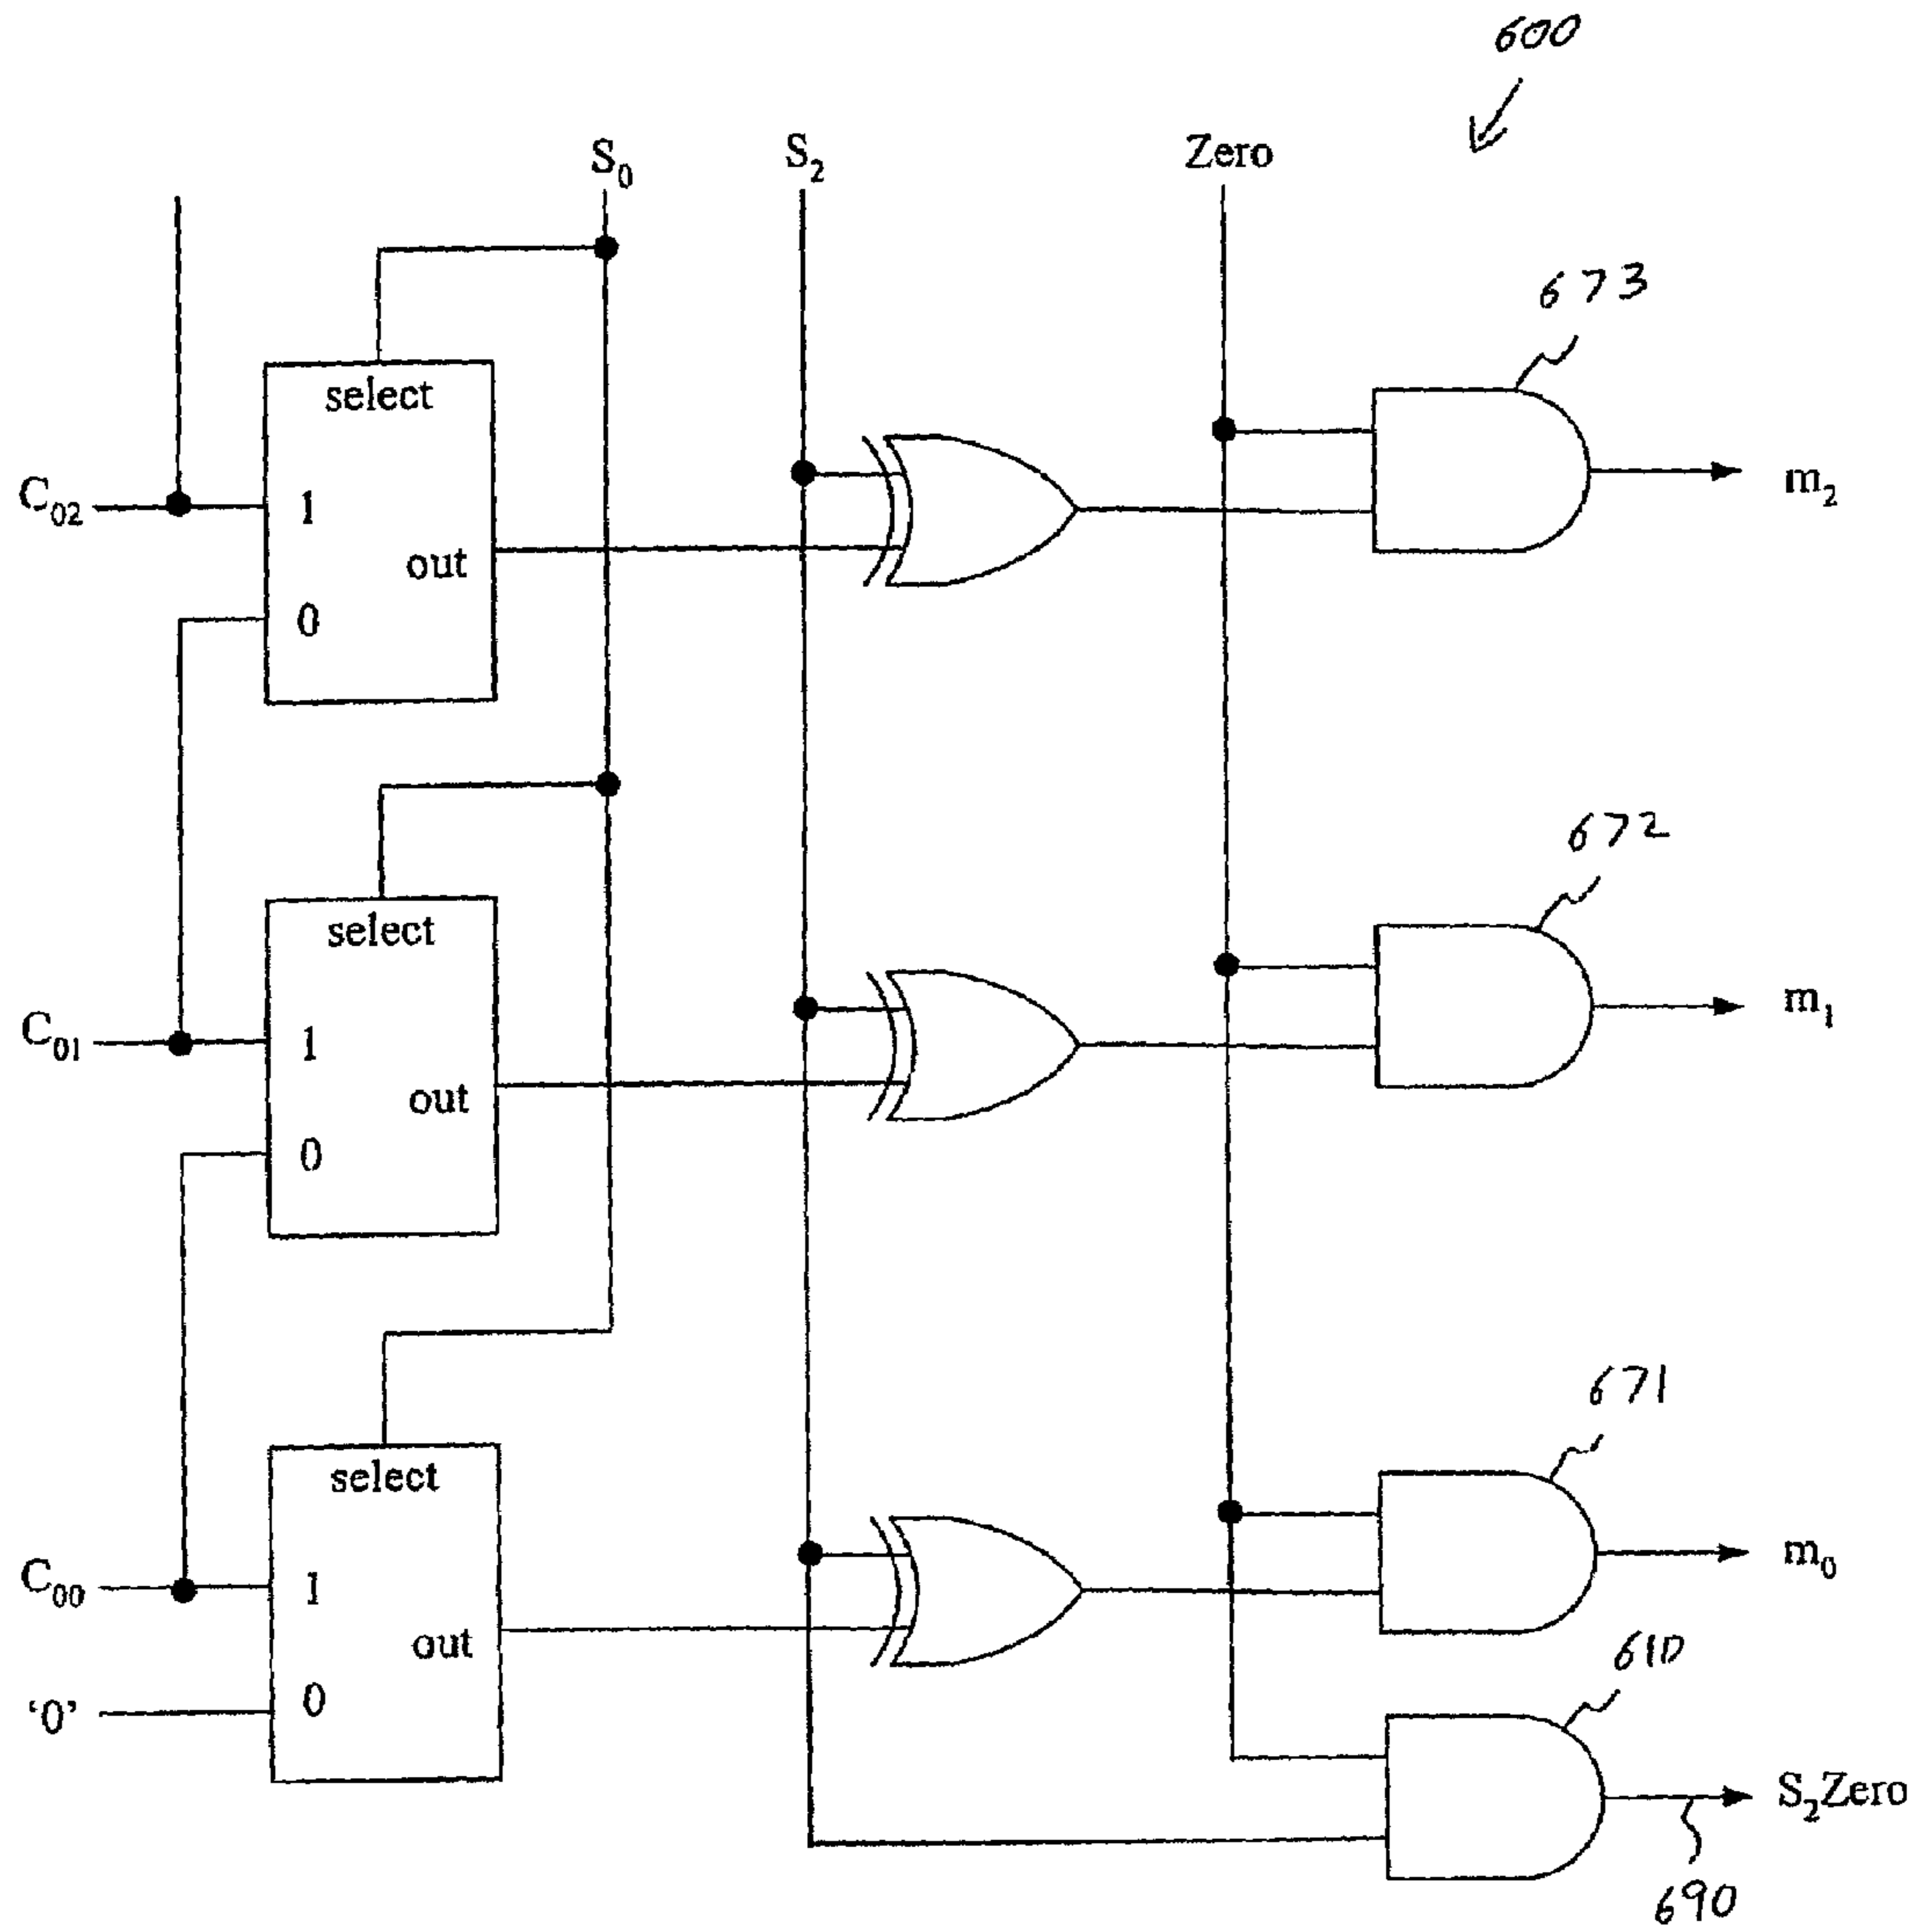 600
S₀ S₂ Zero
673
select
C₀₂ 1
out
0
m₂
672
select
C₀₁ 1
out
0
m₁
671
select
C₀₀ 1
out
0
m₀
'0'
610
S₂Zero
690